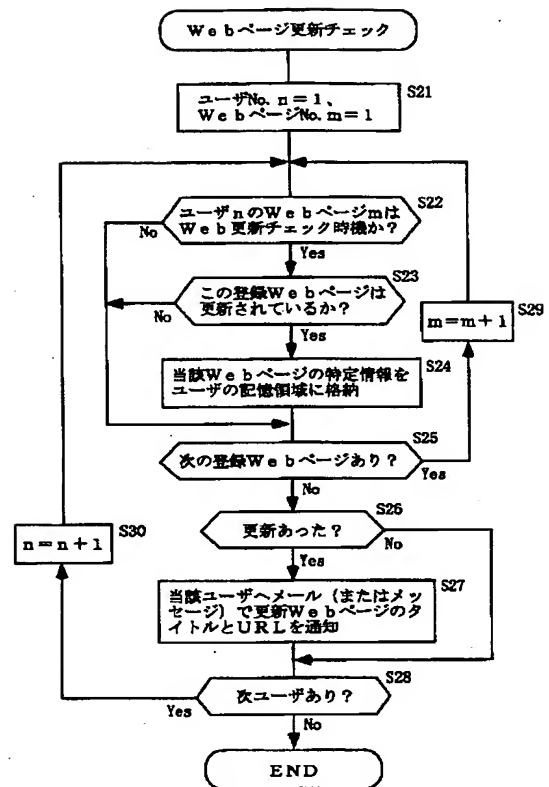 Ｗｅｂページ更新チェック
S21
ユーザNo．ｎ＝１、
ＷｅｂページNo．ｍ＝１
S22
ユーザｎのＷｅｂページｍは
Ｗｅｂ更新チェック時機か？
No
Yes
S23
この登録Ｗｅｂページは
更新されているか？
No
Yes
S29
ｍ＝ｍ＋１
S24
当該Ｗｅｂページの特定情報を
ユーザの記憶領域に格納
S25
次の登録Ｗｅｂページあり？
Yes
No
S26
更新あった？
No
Yes
S30
ｎ＝ｎ＋１
S27
当該ユーザへメール（またはメッ
セージ）で更新Ｗｅｂページのタ
イトルとＵＲＬを通知
S28
次ユーザあり？
Yes
No
ＥＮＤ